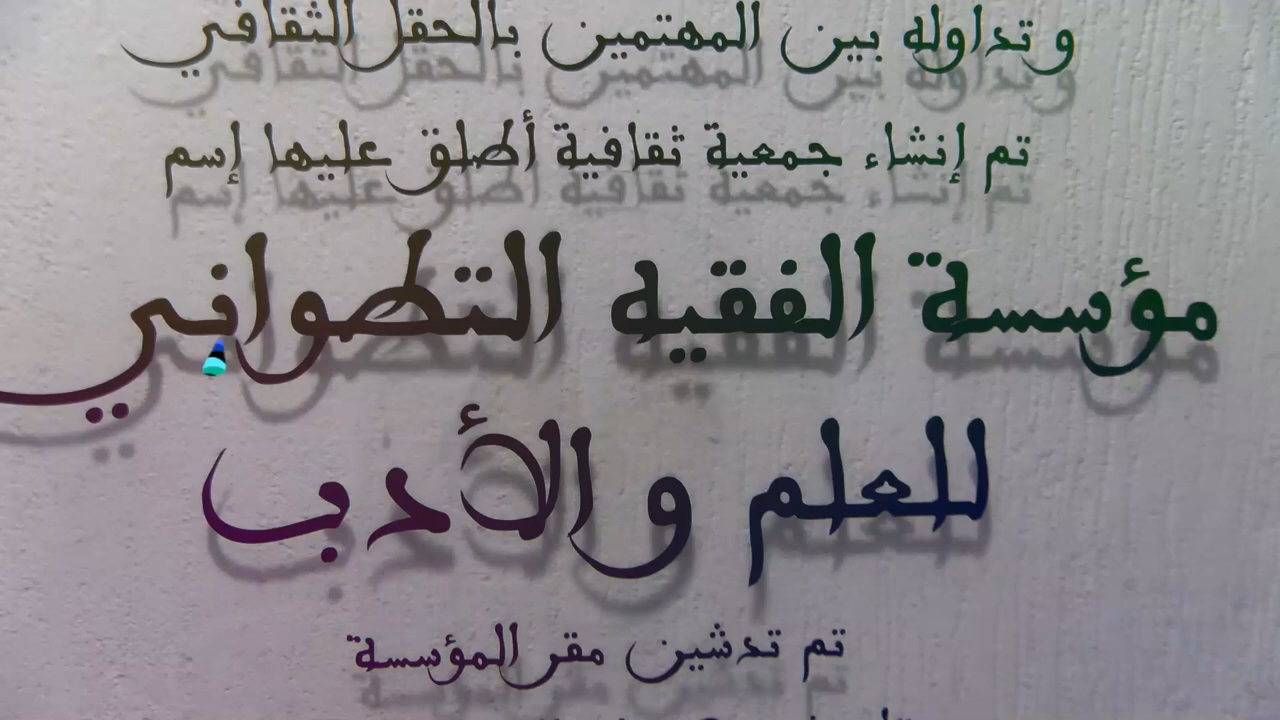 و تداوله بين المهتمين بالحقل الثقافي
تم إنشاء جمعية ثقافية أطلق عليها إسم
مؤسسة الفقيه التطواني
للعلم والأدب
تم تدشين مقر المؤسسة